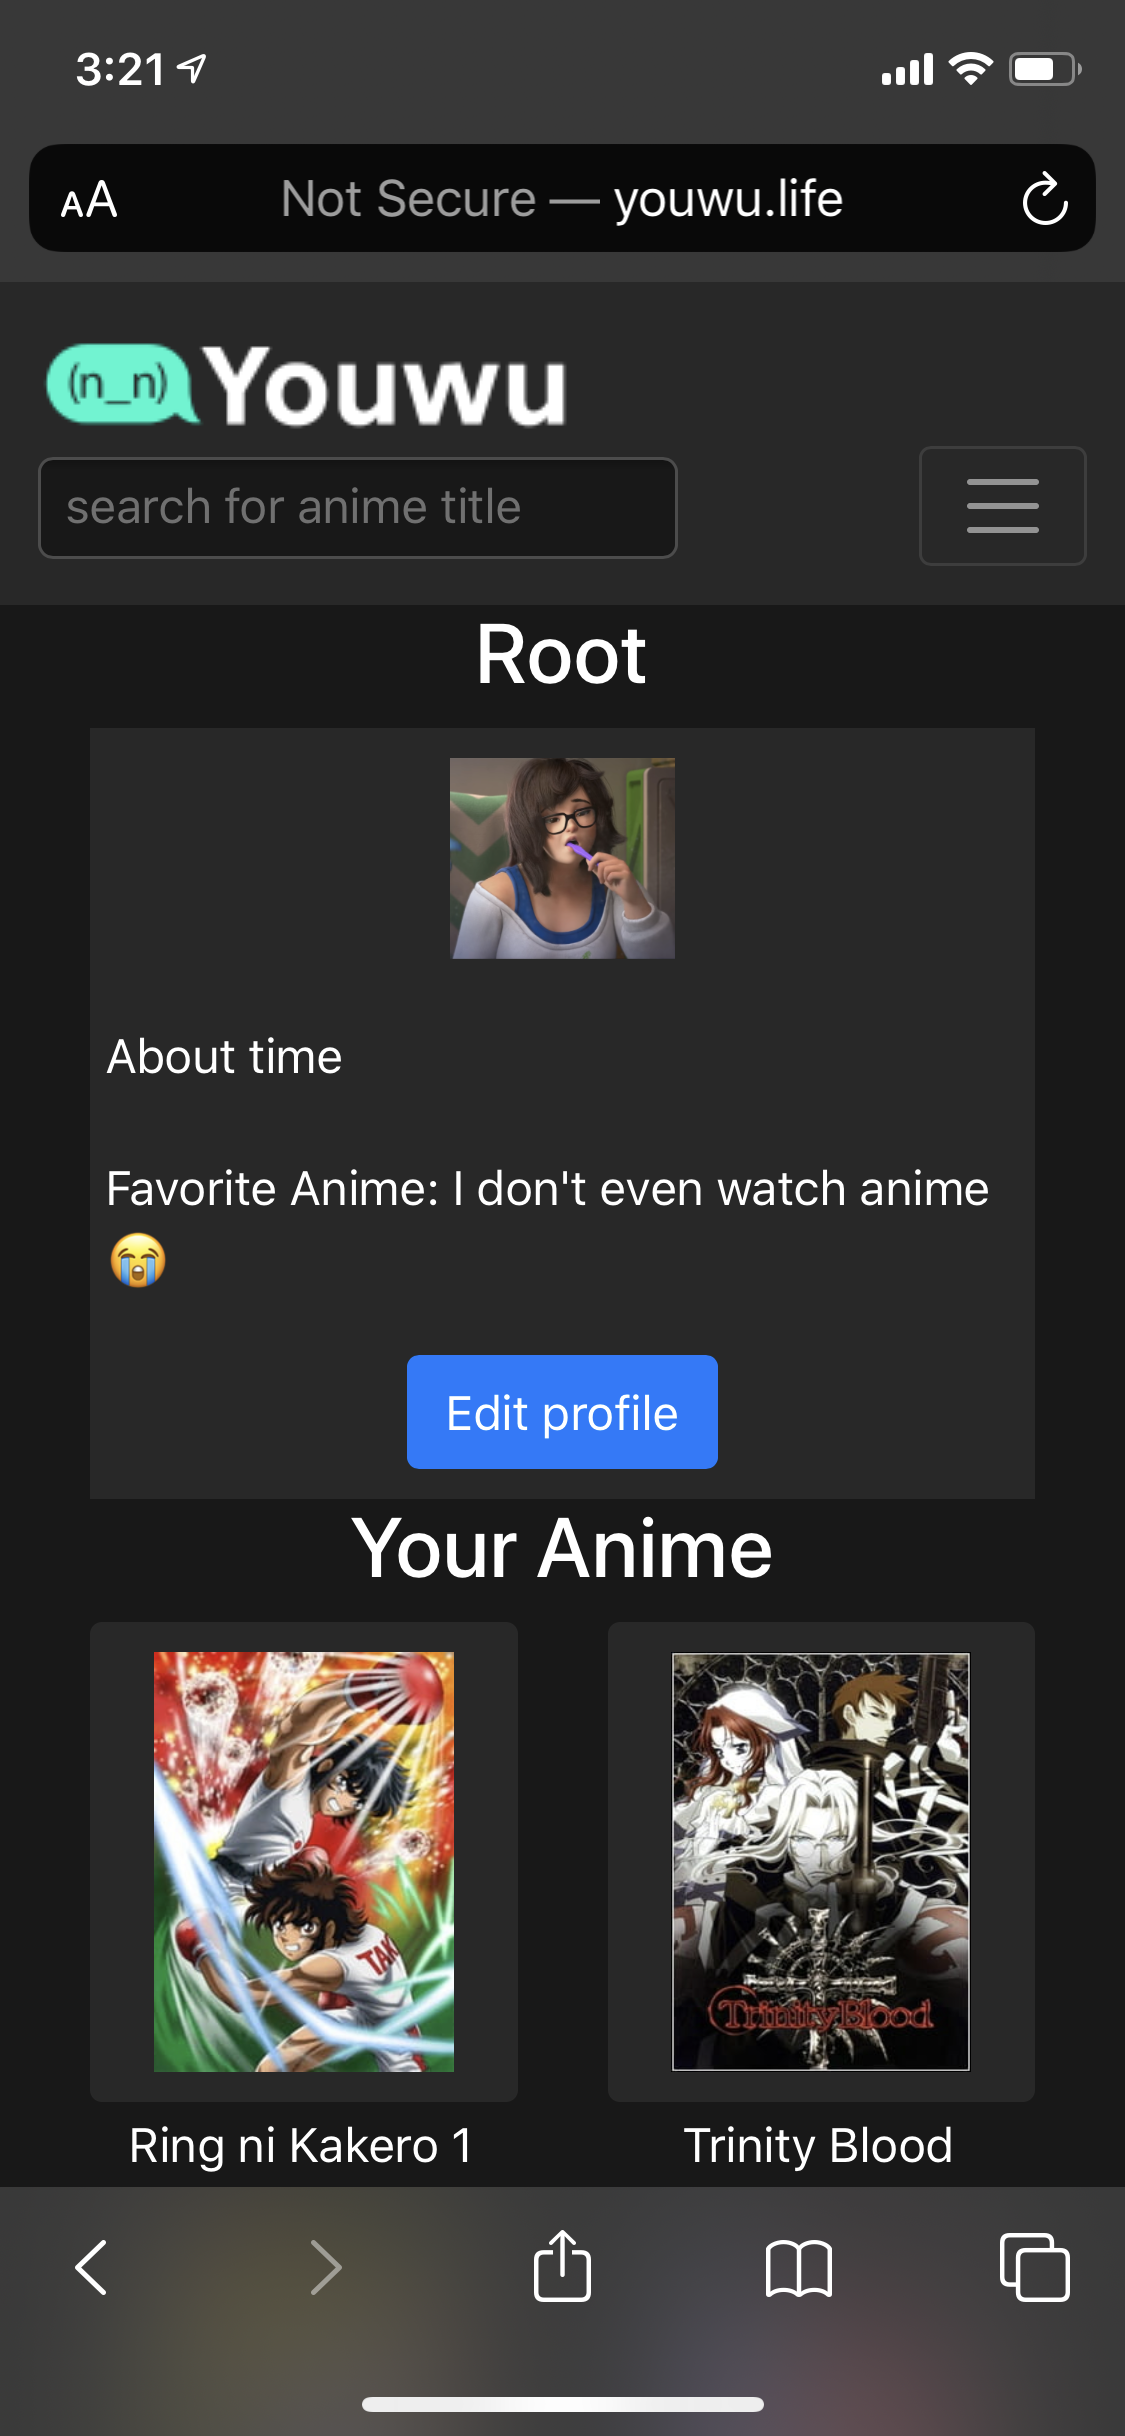 3:21
AA
Not Secure — youwu.life
(n_n) Youwu
search for anime title
Root
About time
Favorite Anime: I don't even watch anime
😭
Edit profile
Your Anime
TAK
Trinity Blood
Ring ni Kakero 1
Trinity Blood